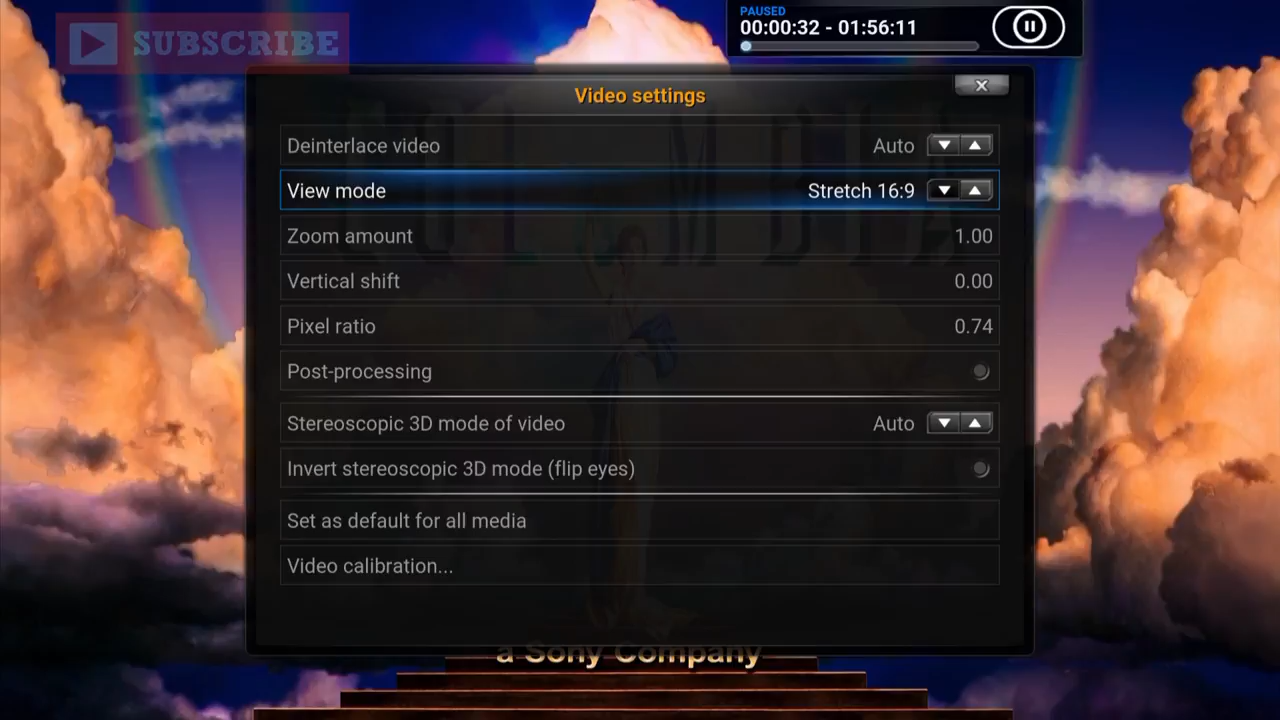 SUBSCRIBE
PAUSED
00:00:32 - 01:56:11
Video settings
Deinterlace video Auto
View mode Stretch 16:9
Zoom amount 1.00
Vertical shift 0.00
Pixel ratio 0.74
Post-processing
Stereoscopic 3D mode of video Auto
Invert stereoscopic 3D mode (flip eyes)
Set as default for all media
Video calibration...
a Sony Company